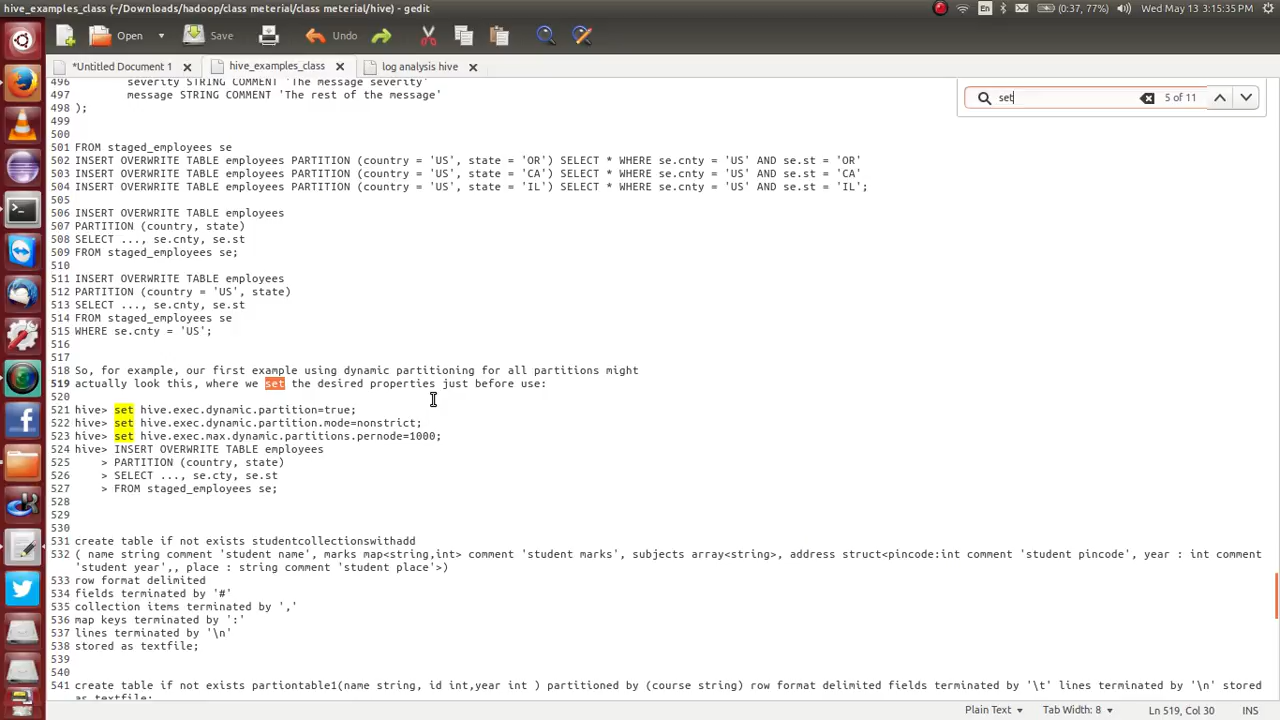 hive_examples_class (~/Downloads/hadoop/class meterial/class meterial/hive) - gedit
En
(0:37, 77%)
Wed May 13 3:15:35 PM
Open
Save
Undo
*Untitled Document 1
hive_examples_class
log analysis hive
set
5 of 11
496 severity STRING COMMENT 'The message severity'
497 message STRING COMMENT 'The rest of the message'
498 );
499
500
501 FROM staged_employees se
502 INSERT OVERWRITE TABLE employees PARTITION (country = 'US', state = 'OR') SELECT * WHERE se.cnty = 'US' AND se.st = 'OR'
503 INSERT OVERWRITE TABLE employees PARTITION (country = 'US', state = 'CA') SELECT * WHERE se.cnty = 'US' AND se.st = 'CA'
504 INSERT OVERWRITE TABLE employees PARTITION (country = 'US', state = 'IL') SELECT * WHERE se.cnty = 'US' AND se.st = 'IL';
505
506 INSERT OVERWRITE TABLE employees
507 PARTITION (country, state)
508 SELECT ..., se.cnty, se.st
509 FROM staged_employees se;
510
511 INSERT OVERWRITE TABLE employees
512 PARTITION (country = 'US', state)
513 SELECT ..., se.cnty, se.st
514 FROM staged_employees se
515 WHERE se.cnty = 'US';
516
517
518 So, for example, our first example using dynamic partitioning for all partitions might
519 actually look this, where we set the desired properties just before use:
520
521 hive> set hive.exec.dynamic.partition=true;
522 hive> set hive.exec.dynamic.partition.mode=nonstrict;
523 hive> set hive.exec.max.dynamic.partitions.pernode=1000;
524 hive> INSERT OVERWRITE TABLE employees
525 > PARTITION (country, state)
526 > SELECT ..., se.cty, se.st
527 > FROM staged_employees se;
528
529
530
531 create table if not exists studentcollectionswithadd
532 ( name string comment 'student name', marks map<string,int> comment 'student marks', subjects array<string>, address struct<pincode:int comment 'student pincode', year : int comment
'student year',, place : string comment 'student place'>)
533 row format delimited
534 fields terminated by '#'
535 collection items terminated by ','
536 map keys terminated by ':'
537 lines terminated by '\n'
538 stored as textfile;
539
540
541 create table if not exists partiontable1(name string, id int,year int ) partitioned by (course string) row format delimited fields terminated by '\t' lines terminated by '\n' stored
as textfile;
Plain Text
Tab Width: 8
Ln 519, Col 30
INS